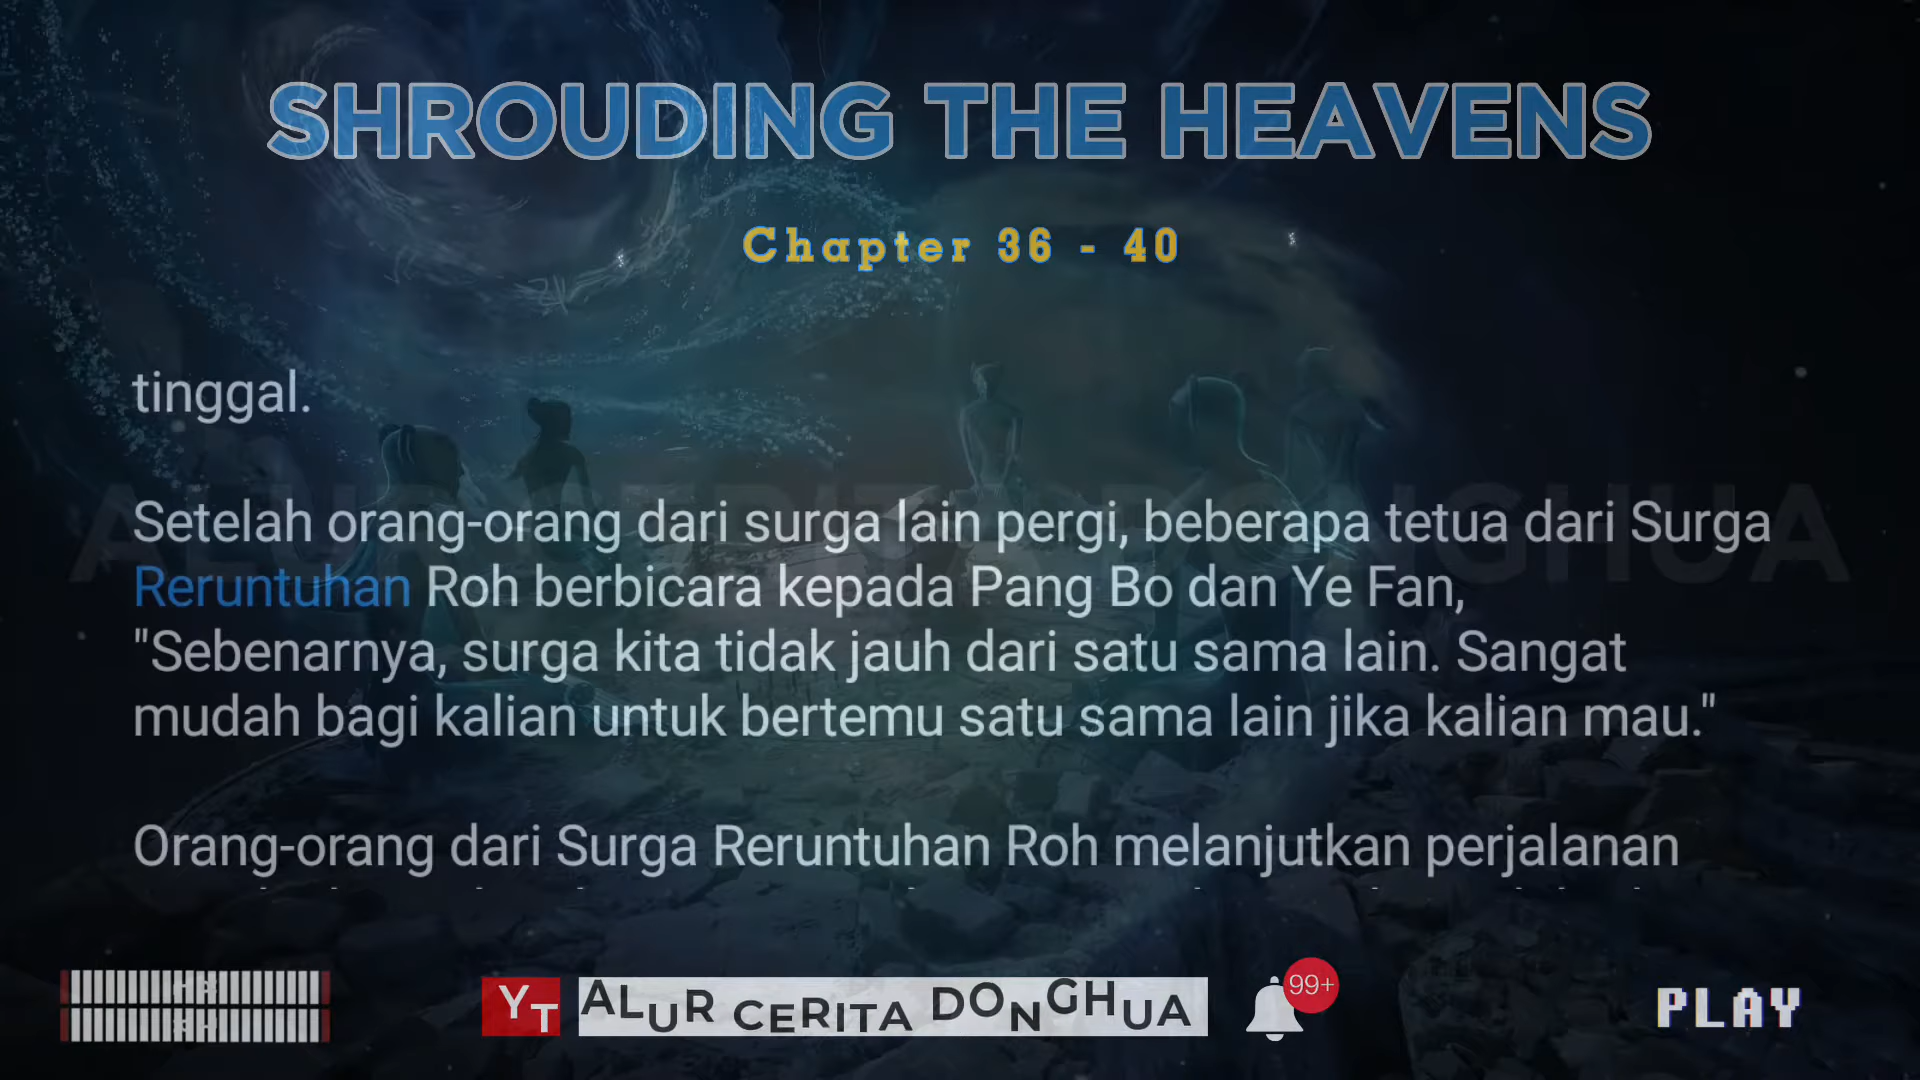 SHROUDING THE HEAVENS
Chapter 36 - 40
tinggal.
ALUR CERITA DONGHUA
Setelah orang-orang dari surga lain pergi, beberapa tetua dari Surga
Reruntuhan Roh berbicara kepada Pang Bo dan Ye Fan,
"Sebenarnya, surga kita tidak jauh dari satu sama lain. Sangat
mudah bagi kalian untuk bertemu satu sama lain jika kalian mau."
Orang-orang dari Surga Reruntuhan Roh melanjutkan perjalanan
YT ALUR CERITA DONGHUA 99+ PLAY